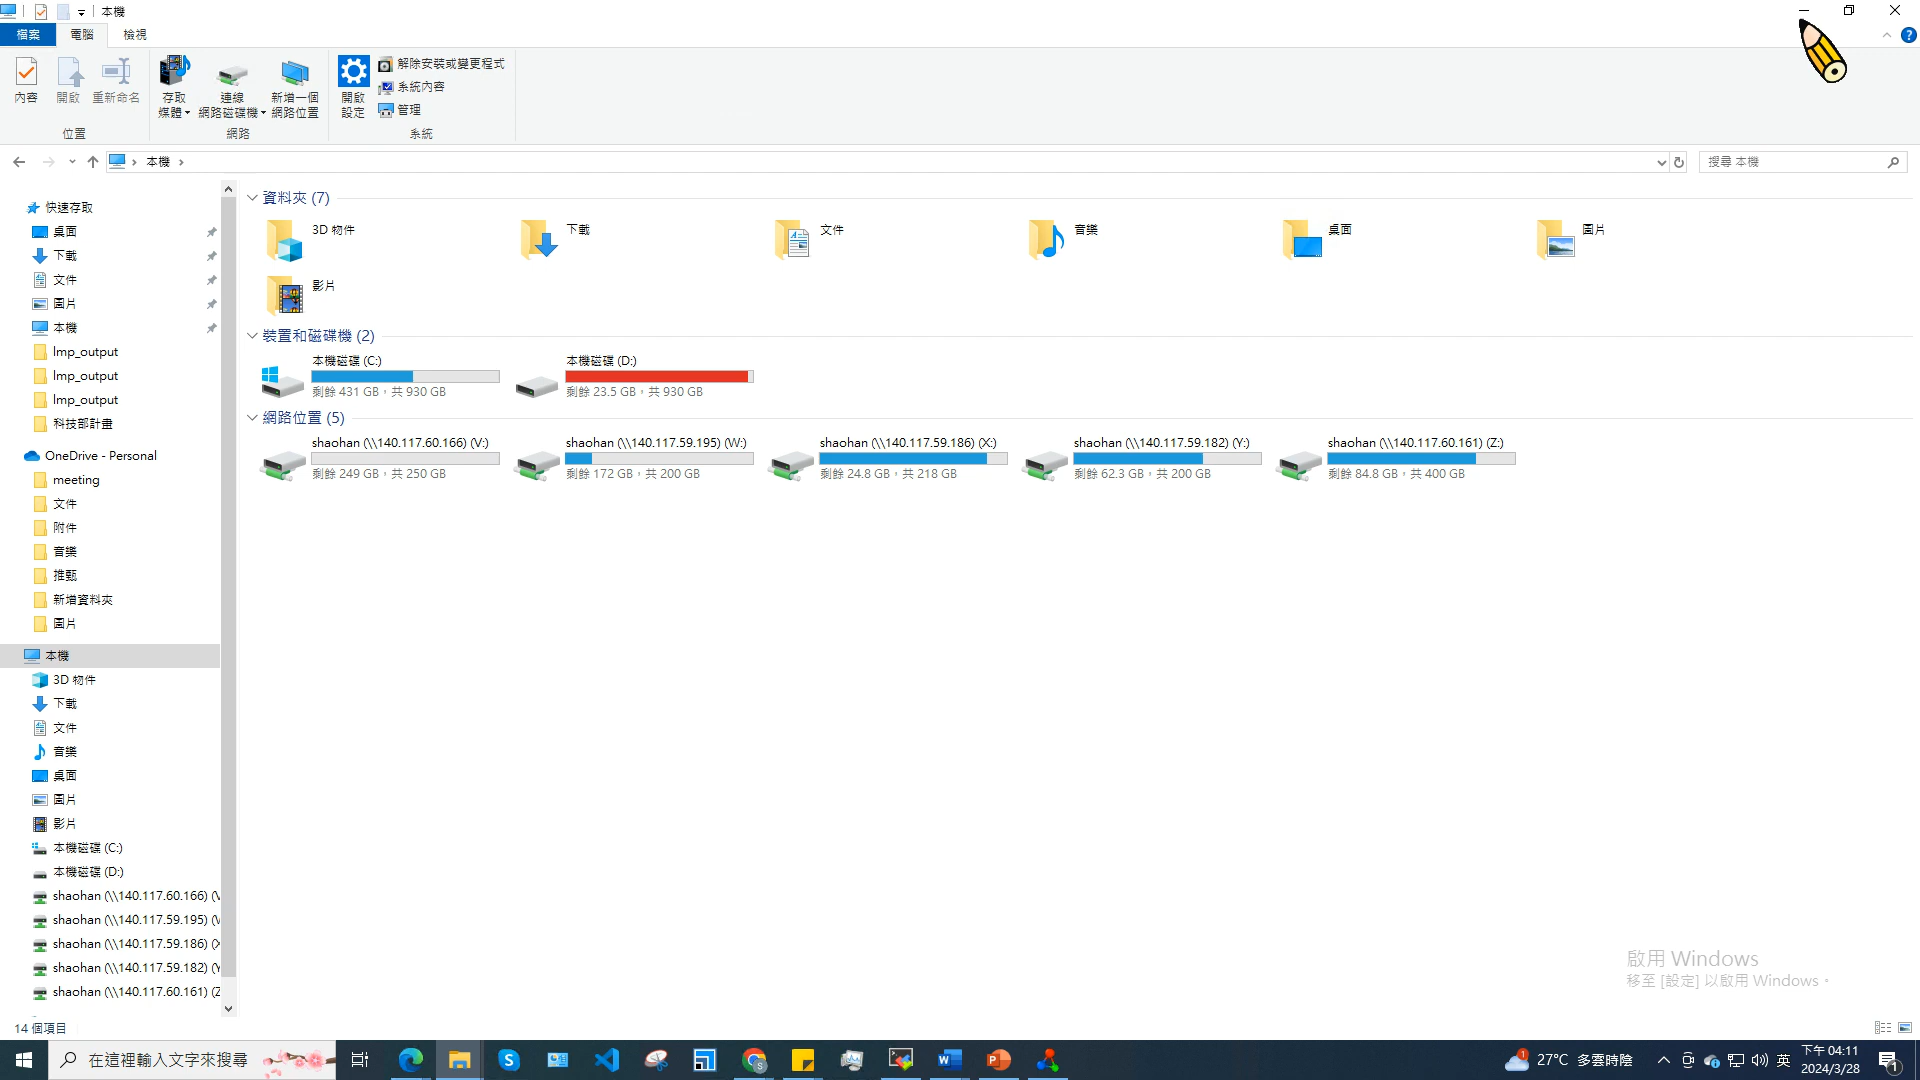 本機
檔案
電腦
檢視
內容
開啟
重新命名
位置
存取
媒體
連線
網路磁碟機
新增一個
網路位置
網路
開啟
設定
解除安裝或變更程式
系統內容
管理
系統
本機
搜尋 本機
快速存取
桌面
下載
文件
圖片
本機
lmp_output
lmp_output
lmp_output
科技部計畫
OneDrive - Personal
meeting
文件
附件
音樂
推甄
新增資料夾
圖片
本機
3D 物件
下載
文件
音樂
桌面
圖片
影片
本機磁碟 (C:)
本機磁碟 (D:)
shaohan (\\140.117.60.166) (V
shaohan (\\140.117.59.195) (
shaohan (\\140.117.59.186) (X
shaohan (\\140.117.59.182) (Y
shaohan (\\140.117.60.161) (Z
資料夾 (7)
3D 物件
下載
文件
音樂
桌面
圖片
影片
裝置和磁碟機 (2)
本機磁碟 (C:)
剩餘 431 GB，共 930 GB
本機磁碟 (D:)
剩餘 23.5 GB，共 930 GB
網路位置 (5)
shaohan (\\140.117.60.166) (V:)
剩餘 249 GB，共 250 GB
shaohan (\\140.117.59.195) (W:)
剩餘 172 GB，共 200 GB
shaohan (\\140.117.59.186) (X:)
剩餘 24.8 GB，共 218 GB
shaohan (\\140.117.59.182) (Y:)
剩餘 62.3 GB，共 200 GB
shaohan (\\140.117.60.161) (Z:)
剩餘 84.8 GB，共 400 GB
啟用 Windows
移至 [設定] 以啟用 Windows。
14 個項目
在這裡輸入文字來搜尋
27°C 多雲時陰
英
下午 04:11
2024/3/28